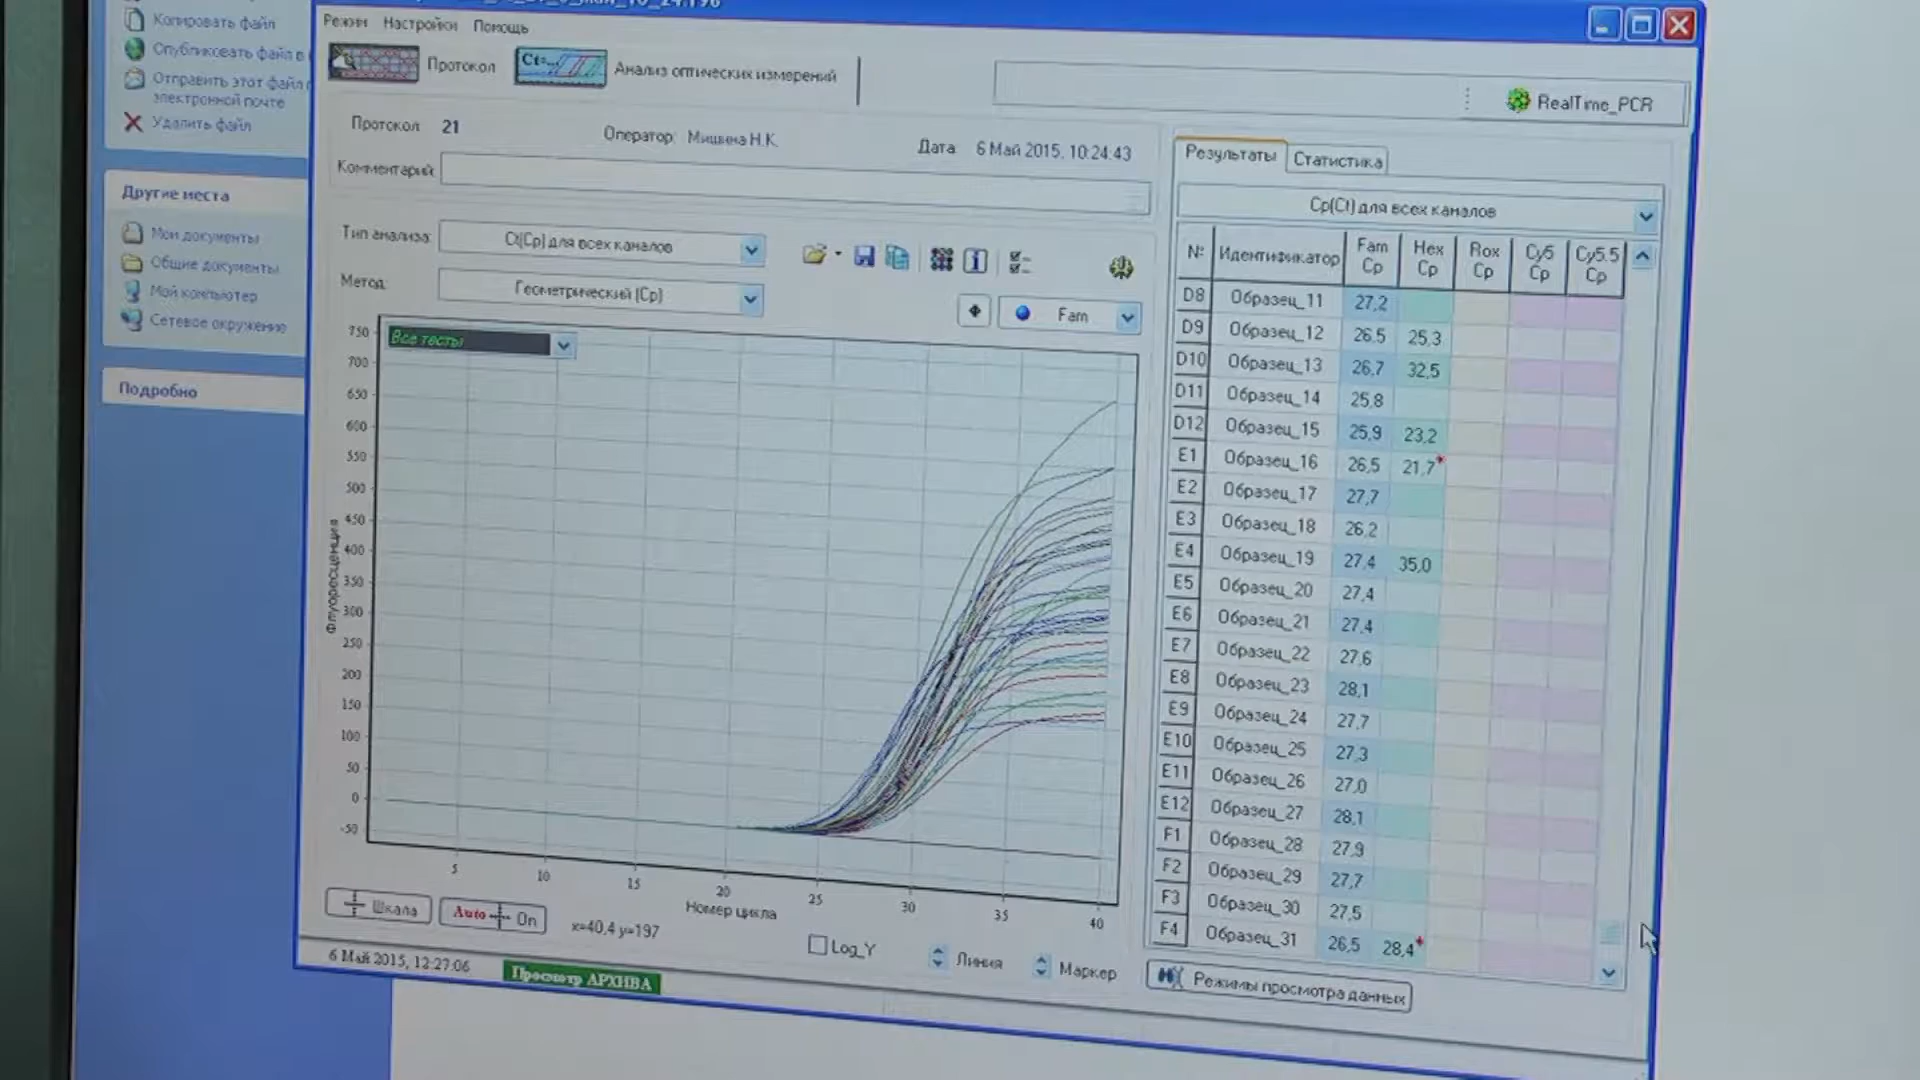 Копировать файл
Опубликовать файл в
Отправить этот файл
электронной почте
Удалить файл
Другие места
Мои документы
Общие документы
Мой компьютер
Сетевое окружение
Подробно
Режим Настройки Помощь
Протокол
Ct=...
Анализ оптических измерений
RealTime_PCR
Протокол 21
Оператор: Мишина Н.К.
Дата 6 Май 2015, 10:24:43
Комментарий:
Тип анализа: Ct(Cp) для всех каналов
Метод: Геометрический (Cp)
Fam
Все тесты
Флуоресценция
750
700
650
600
550
500
450
400
350
300
250
200
150
100
50
0
-50
5 10 15 20 25 30 35 40
Номер цикла
Шкала
Auto On
x=40,4 y=197
Log_Y
Линия
Маркер
6 Май 2015, 12:27:06
Просмотр АРХИВА
Результаты Статистика
Cp(Ct) для всех каналов
№ Идентификатор Fam Cp Hex Cp Rox Cp Cy5 Cp Cy5.5 Cp
D8 Образец_11 27,2
D9 Образец_12 26,5 25,3
D10 Образец_13 26,7 32,5
D11 Образец_14 25,8
D12 Образец_15 25,9 23,2
E1 Образец_16 26,5 21,7*
E2 Образец_17 27,7
E3 Образец_18 26,2
E4 Образец_19 27,4 35,0
E5 Образец_20 27,4
E6 Образец_21 27,4
E7 Образец_22 27,6
E8 Образец_23 28,1
E9 Образец_24 27,7
E10 Образец_25 27,3
E11 Образец_26 27,0
E12 Образец_27 28,1
F1 Образец_28 27,9
F2 Образец_29 27,7
F3 Образец_30 27,5
F4 Образец_31 26,5 28,4*
Режимы просмотра данных